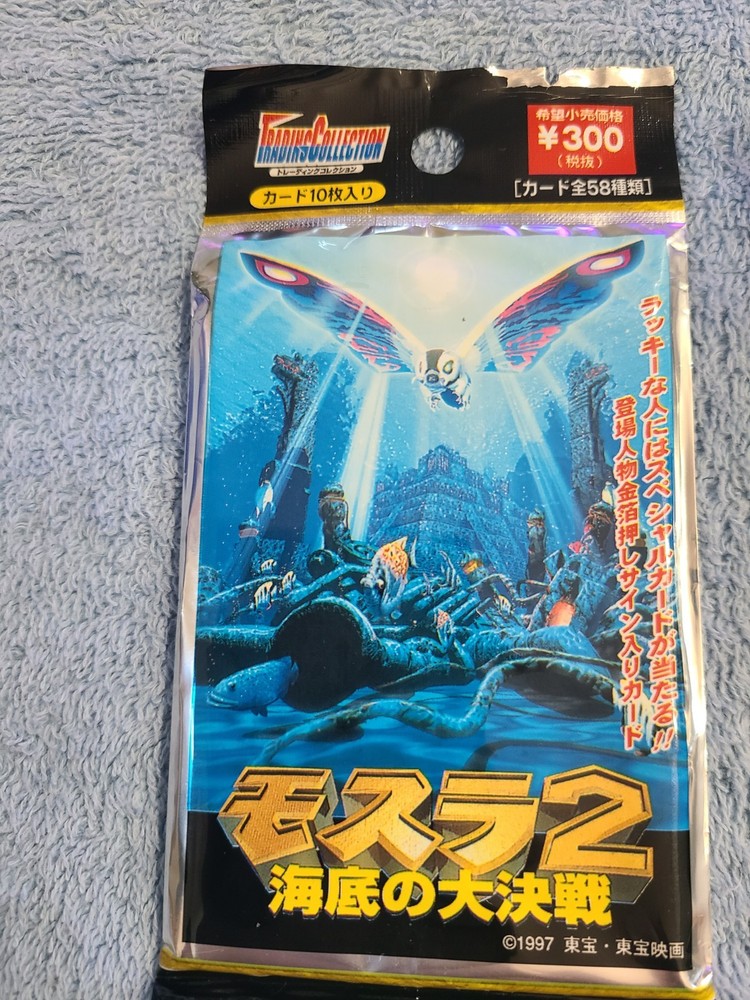 TRADING COLLECTION
トレーディングコレクション
カード10枚入り
希望小売価格
¥300
(税抜)
[カード全58種類]
ラッキーな人にはスペシャルカードが当たる!!
登場人物金箔押しサイン入りカード
モスラ2
海底の大決戦
©1997 東宝・東宝映画